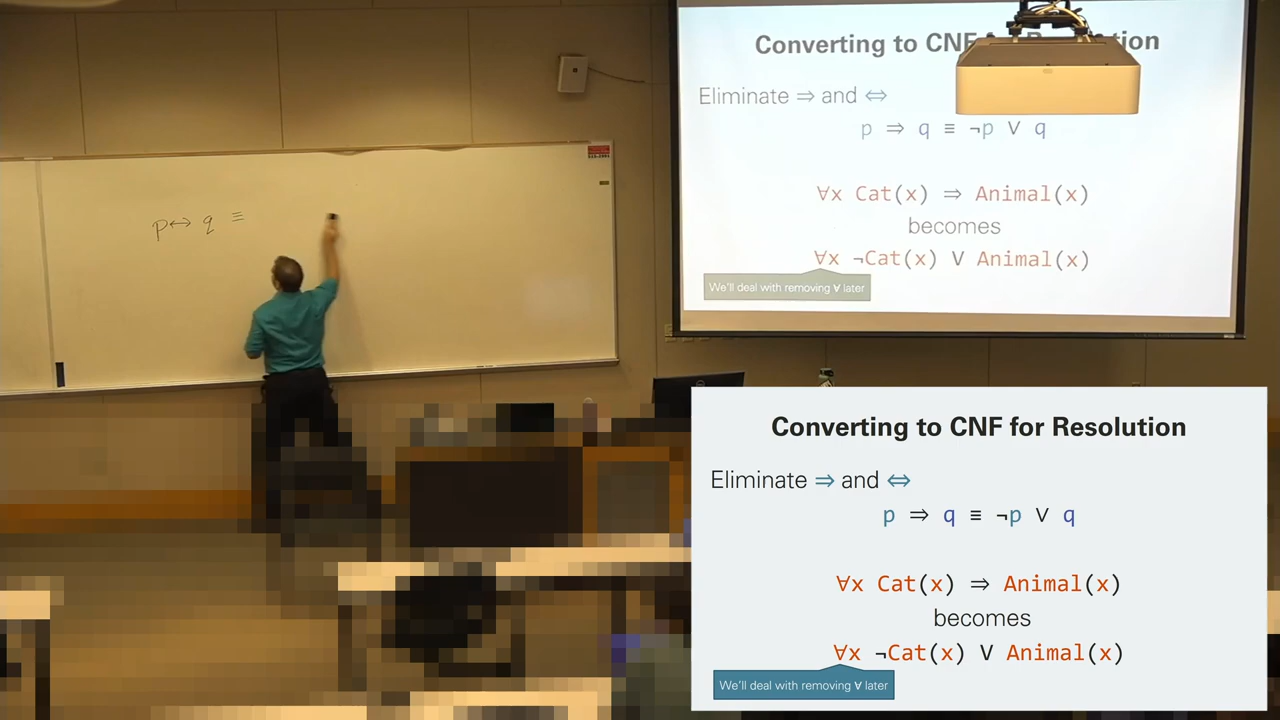 p ↔ q ≡
Converting to CNF
Eliminate ⇒ and ⇔
p ⇒ q ≡ ¬p ∨ q
∀x Cat(x) ⇒ Animal(x)
becomes
∀x ¬Cat(x) ∨ Animal(x)
We'll deal with removing ∀ later
Converting to CNF for Resolution
Eliminate ⇒ and ⇔
p ⇒ q ≡ ¬p ∨ q
∀x Cat(x) ⇒ Animal(x)
becomes
∀x ¬Cat(x) ∨ Animal(x)
We'll deal with removing ∀ later